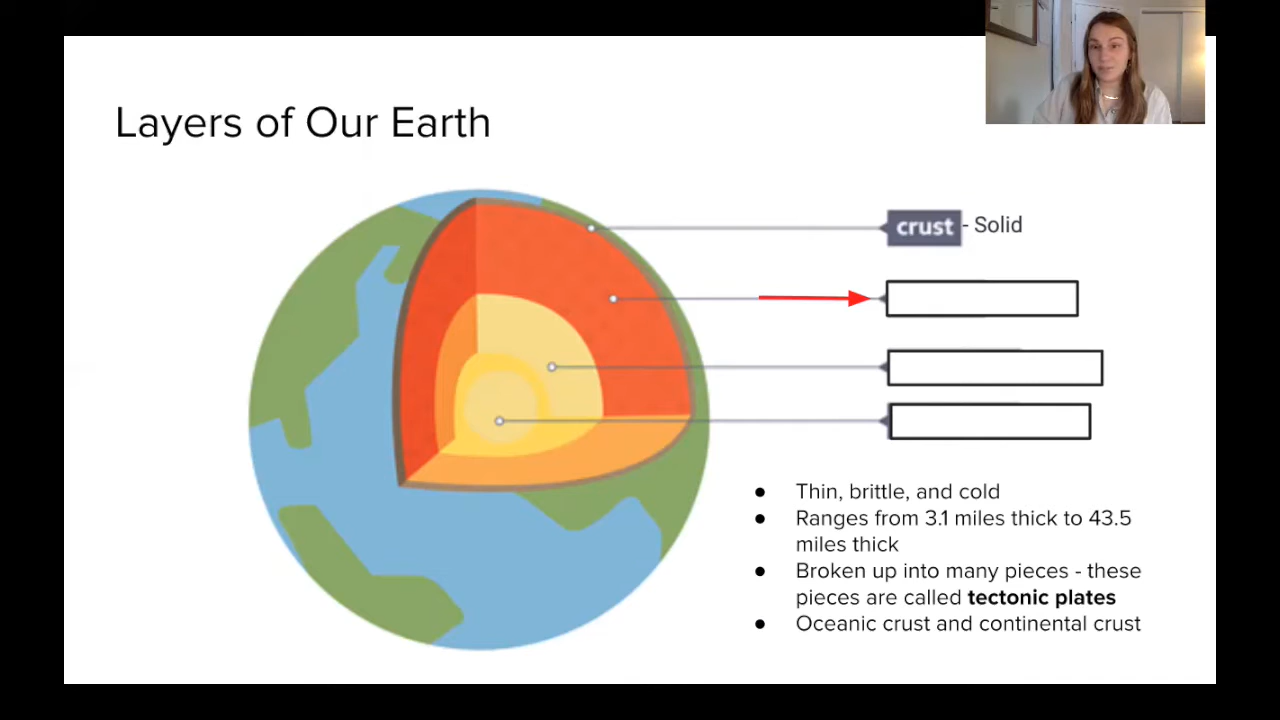 Layers of Our Earth
crust - Solid
● Thin, brittle, and cold
● Ranges from 3.1 miles thick to 43.5
miles thick
● Broken up into many pieces - these
pieces are called tectonic plates
● Oceanic crust and continental crust